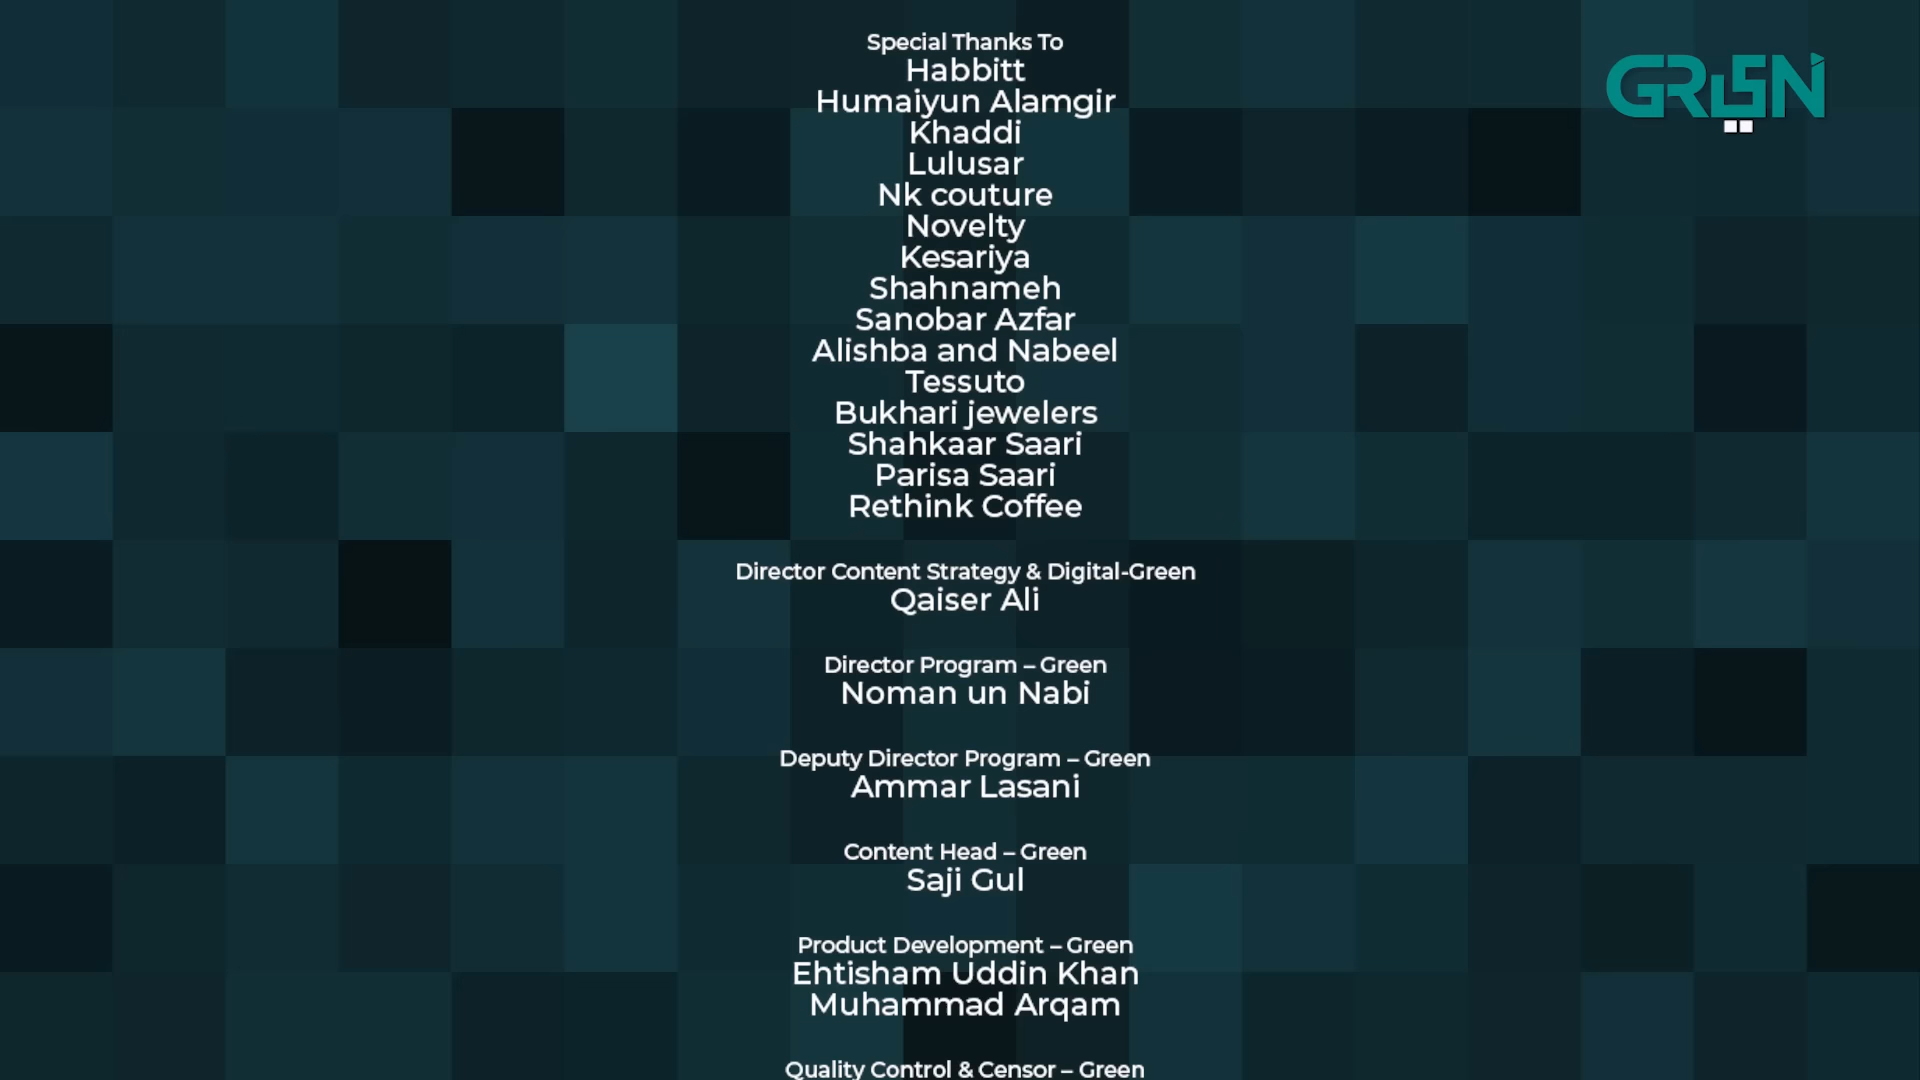 Special Thanks To
Habbitt
Humaiyun Alamgir
Khaddi
Lulusar
Nk couture
Novelty
Kesariya
Shahnameh
Sanobar Azfar
Alishba and Nabeel
Tessuto
Bukhari jewelers
Shahkaar Saari
Parisa Saari
Rethink Coffee
Director Content Strategy & Digital-Green
Qaiser Ali
Director Program – Green
Noman un Nabi
Deputy Director Program – Green
Ammar Lasani
Content Head – Green
Saji Gul
Product Development – Green
Ehtisham Uddin Khan
Muhammad Arqam
Quality Control & Censor – Green
GREEN